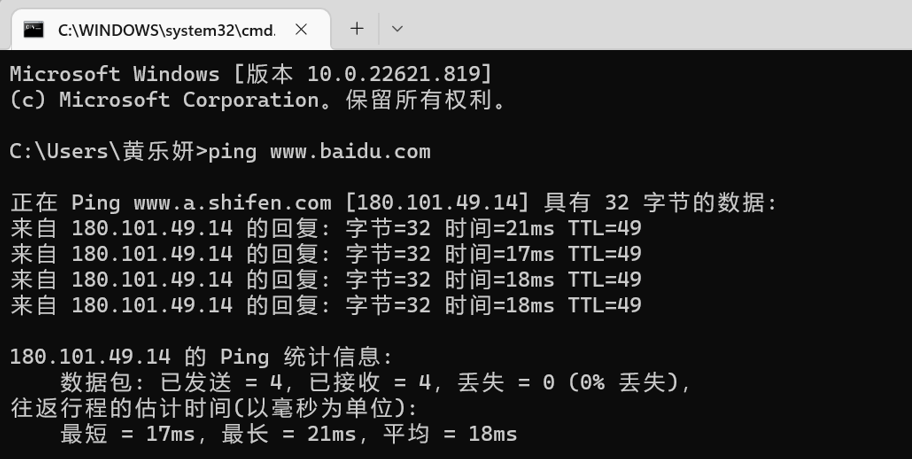 C:\WINDOWS\system32\cmd.
Microsoft Windows [版本 10.0.22621.819]
(c) Microsoft Corporation。保留所有权利。
C:\Users\黄乐妍>ping www.baidu.com
正在 Ping www.a.shifen.com [180.101.49.14] 具有 32 字节的数据:
来自 180.101.49.14 的回复: 字节=32 时间=21ms TTL=49
来自 180.101.49.14 的回复: 字节=32 时间=17ms TTL=49
来自 180.101.49.14 的回复: 字节=32 时间=18ms TTL=49
来自 180.101.49.14 的回复: 字节=32 时间=18ms TTL=49
180.101.49.14 的 Ping 统计信息:
数据包: 已发送 = 4，已接收 = 4，丢失 = 0 (0% 丢失)，
往返行程的估计时间(以毫秒为单位):
最短 = 17ms，最长 = 21ms，平均 = 18ms